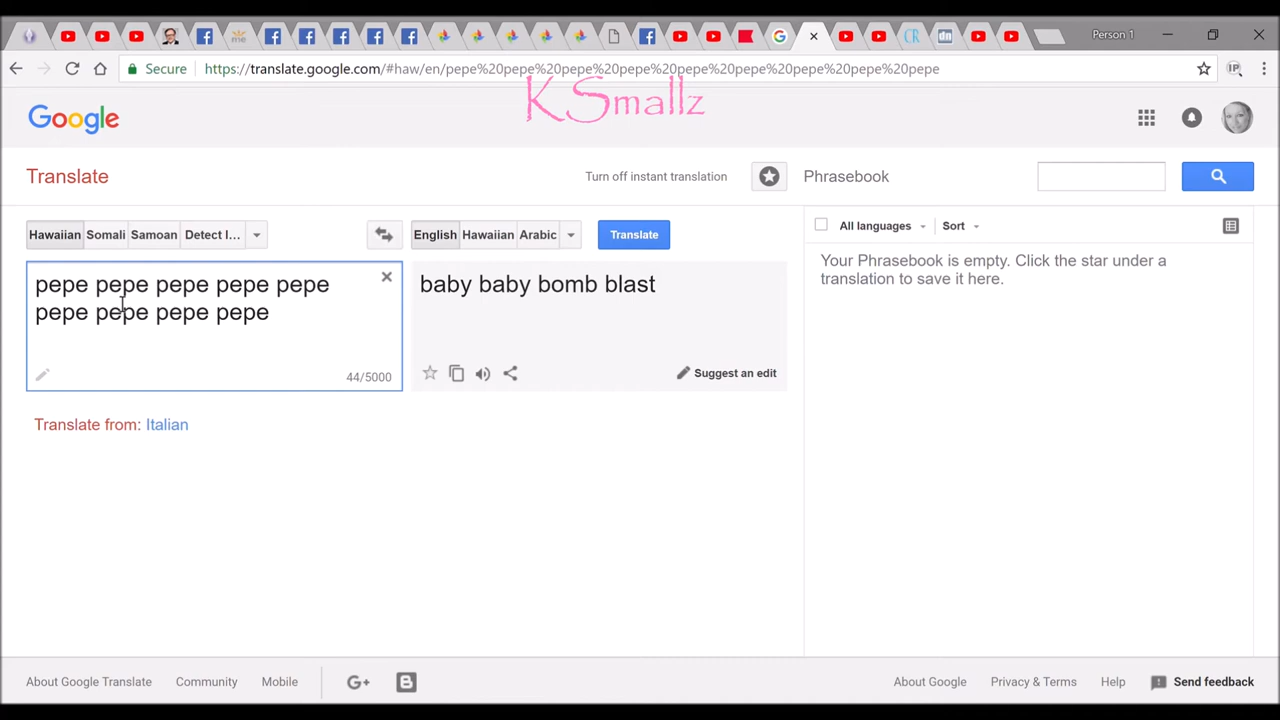 Person 1
Secure
https://translate.google.com/#haw/en/pepe%20pepe%20pepe%20pepe%20pepe%20pepe%20pepe%20pepe%20pepe
KSmallz
Google
Translate
Turn off instant translation
Phrasebook
Hawaiian Somali Samoan Detect l...
English Hawaiian Arabic
Translate
All languages
Sort
pepe pepe pepe pepe pepe
pepe pepe pepe pepe
44/5000
baby baby bomb blast
Suggest an edit
Your Phrasebook is empty. Click the star under a
translation to save it here.
Translate from: Italian
About Google Translate Community Mobile
About Google Privacy & Terms Help Send feedback